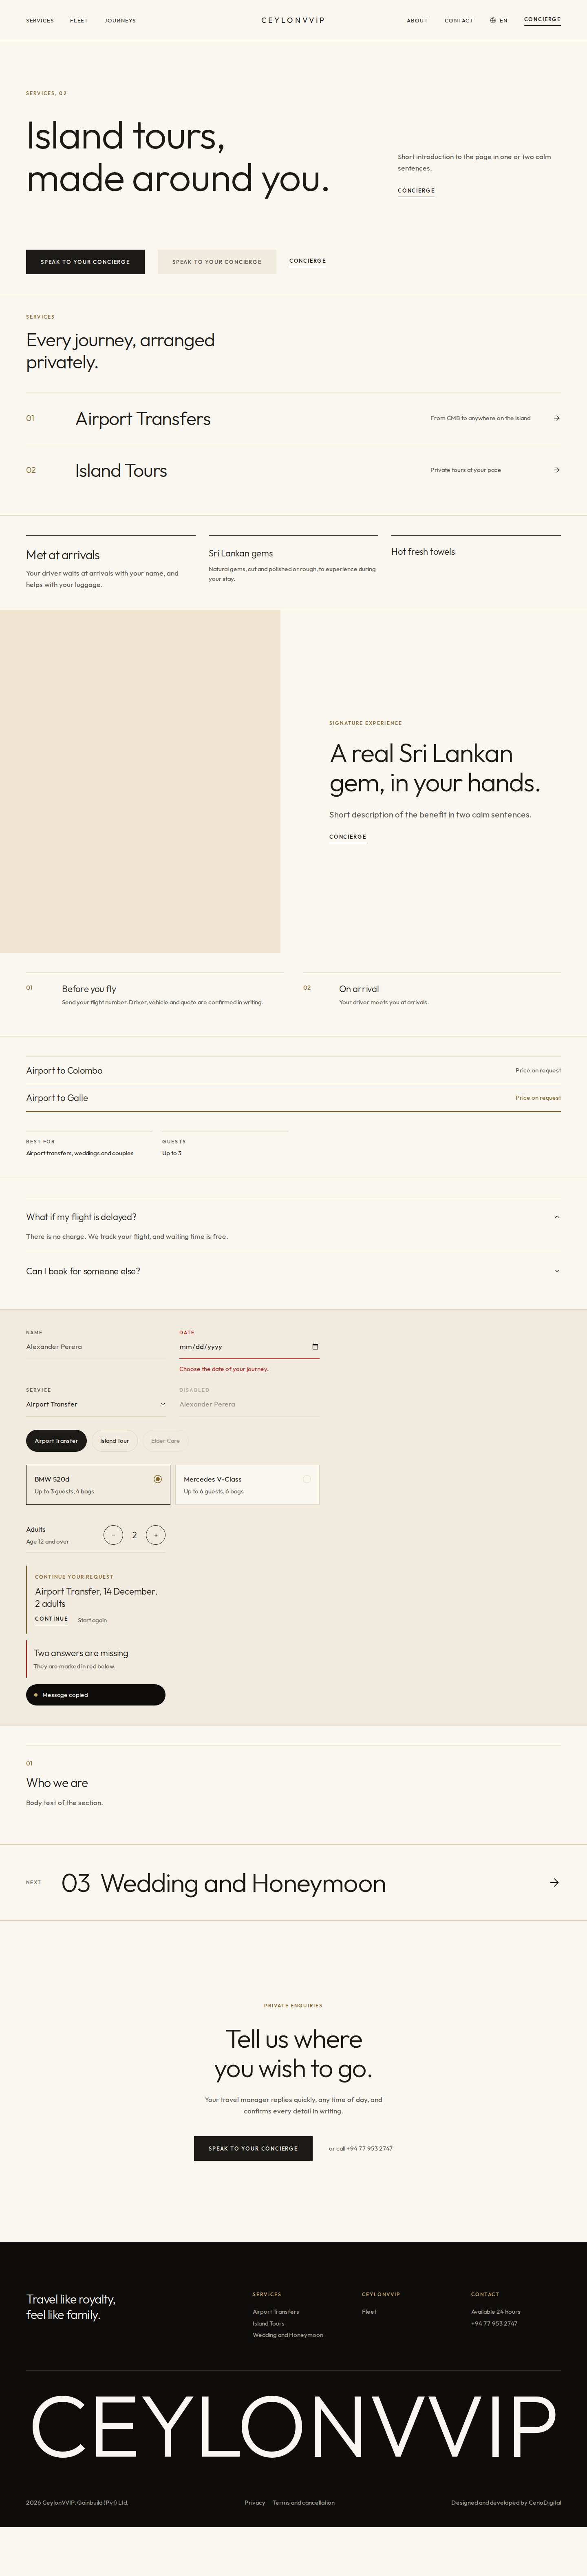 SERVICES
FLEET
JOURNEYS
CEYLONVVIP
ABOUT
CONTACT
EN
CONCIERGE
SERVICES, 02
Island tours,
made around you.
Short introduction to the page in one or two calm
sentences.
CONCIERGE
SPEAK TO YOUR CONCIERGE
SPEAK TO YOUR CONCIERGE
CONCIERGE
SERVICES
Every journey, arranged
privately.
01
Airport Transfers
From CMB to anywhere on the island
02
Island Tours
Private tours at your pace
Met at arrivals
Your driver waits at arrivals with your name, and
helps with your luggage.
Sri Lankan gems
Natural gems, cut and polished or rough, to experience during
your stay.
Hot fresh towels
SIGNATURE EXPERIENCE
A real Sri Lankan
gem, in your hands.
Short description of the benefit in two calm sentences.
CONCIERGE
01
Before you fly
Send your flight number. Driver, vehicle and quote are confirmed in writing.
02
On arrival
Your driver meets you at arrivals.
Airport to Colombo
Price on request
Airport to Galle
Price on request
BEST FOR
Airport transfers, weddings and couples
GUESTS
Up to 3
What if my flight is delayed?
There is no charge. We track your flight, and waiting time is free.
Can I book for someone else?
NAME
Alexander Perera
DATE
mm/dd/yyyy
Choose the date of your journey.
SERVICE
Airport Transfer
DISABLED
Alexander Perera
Airport Transfer
Island Tour
Elder Care
BMW 520d
Up to 3 guests, 4 bags
Mercedes V-Class
Up to 6 guests, 6 bags
Adults
Age 12 and over
− 2 +
CONTINUE YOUR REQUEST
Airport Transfer, 14 December,
2 adults
CONTINUE
Start again
Two answers are missing
They are marked in red below.
Message copied
01
Who we are
Body text of the section.
NEXT
03 Wedding and Honeymoon
PRIVATE ENQUIRIES
Tell us where
you wish to go.
Your travel manager replies quickly, any time of day, and
confirms every detail in writing.
SPEAK TO YOUR CONCIERGE
or call +94 77 953 2747
Travel like royalty,
feel like family.
SERVICES
Airport Transfers
Island Tours
Wedding and Honeymoon
CEYLONVVIP
Fleet
CONTACT
Available 24 hours
+94 77 953 2747
CEYLONVVIP
2026 CeylonVVIP. Gainbuild (Pvt) Ltd.
Privacy
Terms and cancellation
Designed and developed by CenoDigital